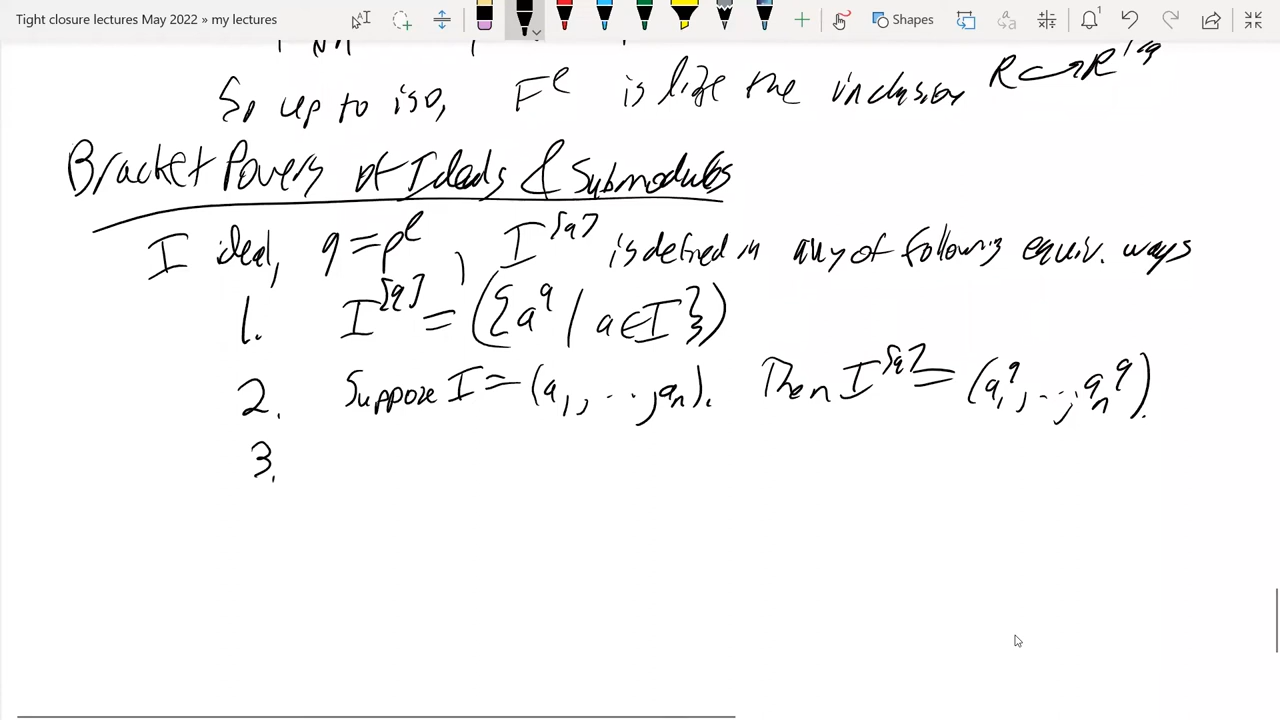 Tight closure lectures May 2022 » my lectures
Shapes
So up to iso, F^e is like the inclusion R ↪ R^{1/q}
Bracket Powers of Ideals & Submodules
I ideal, q = p^e, I^{[q]} is defined in any of following equiv. ways
1. I^{[q]} = ({a^q | a ∈ I})
2. Suppose I = (a_1, ..., a_n). Then I^{[q]} = (a_1^q, ..., a_n^q).
3.